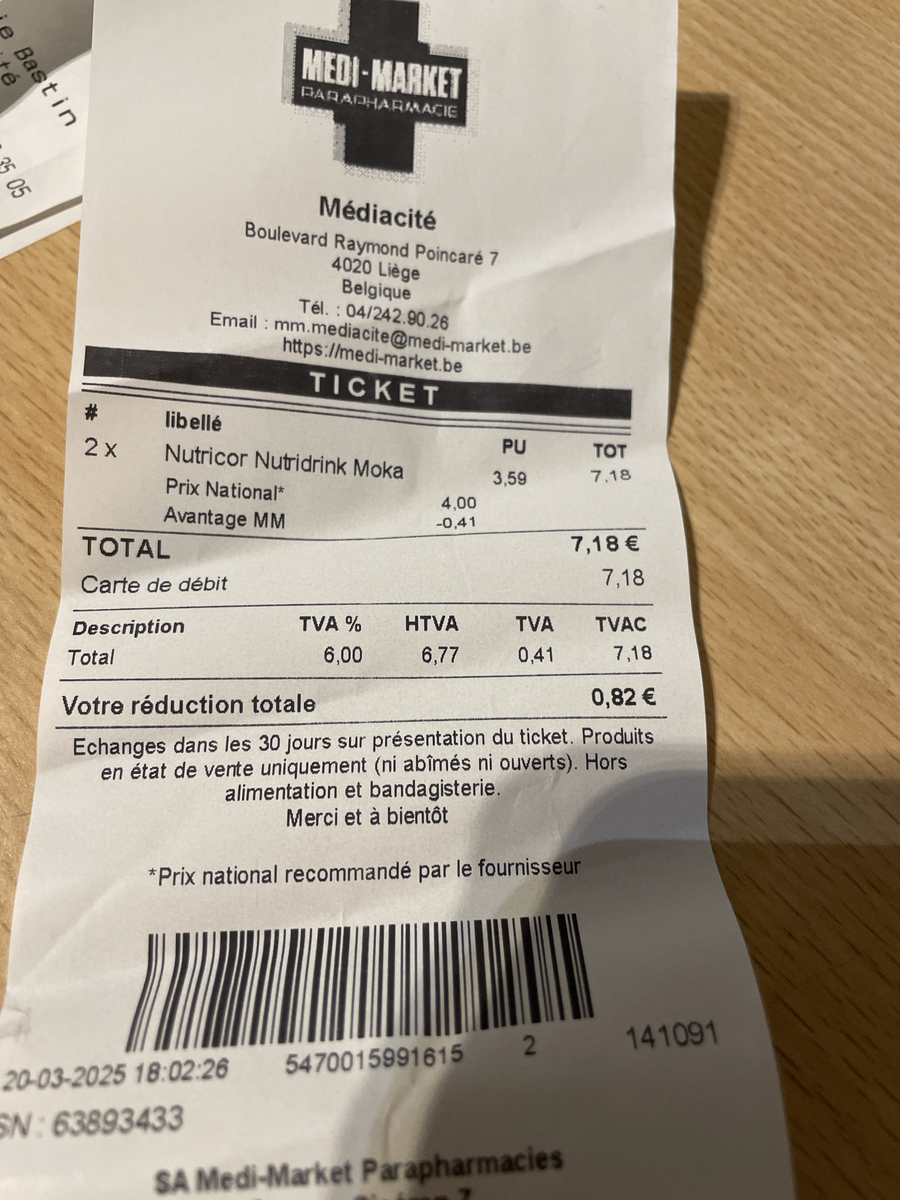 Bastin
35 05
MEDI-MARKET
PARAPHARMACIE
Médiacité
Boulevard Raymond Poincaré 7
4020 Liège
Belgique
Tél. : 04/242.90.26
Email : mm.mediacite@medi-market.be
https://medi-market.be
TICKET
# libellé PU TOT
2 x Nutricor Nutridrink Moka 3,59 7.18
Prix National* 4,00
Avantage MM -0,41
TOTAL 7,18 €
Carte de débit 7,18
Description TVA % HTVA TVA TVAC
Total 6,00 6,77 0,41 7,18
Votre réduction totale 0,82 €
Echanges dans les 30 jours sur présentation du ticket. Produits
en état de vente uniquement (ni abîmés ni ouverts). Hors
alimentation et bandagisterie.
Merci et à bientôt
*Prix national recommandé par le fournisseur
20-03-2025 18:02:26 5470015991615 2 141091
SN : 63893433
SA Medi-Market Parapharmacies